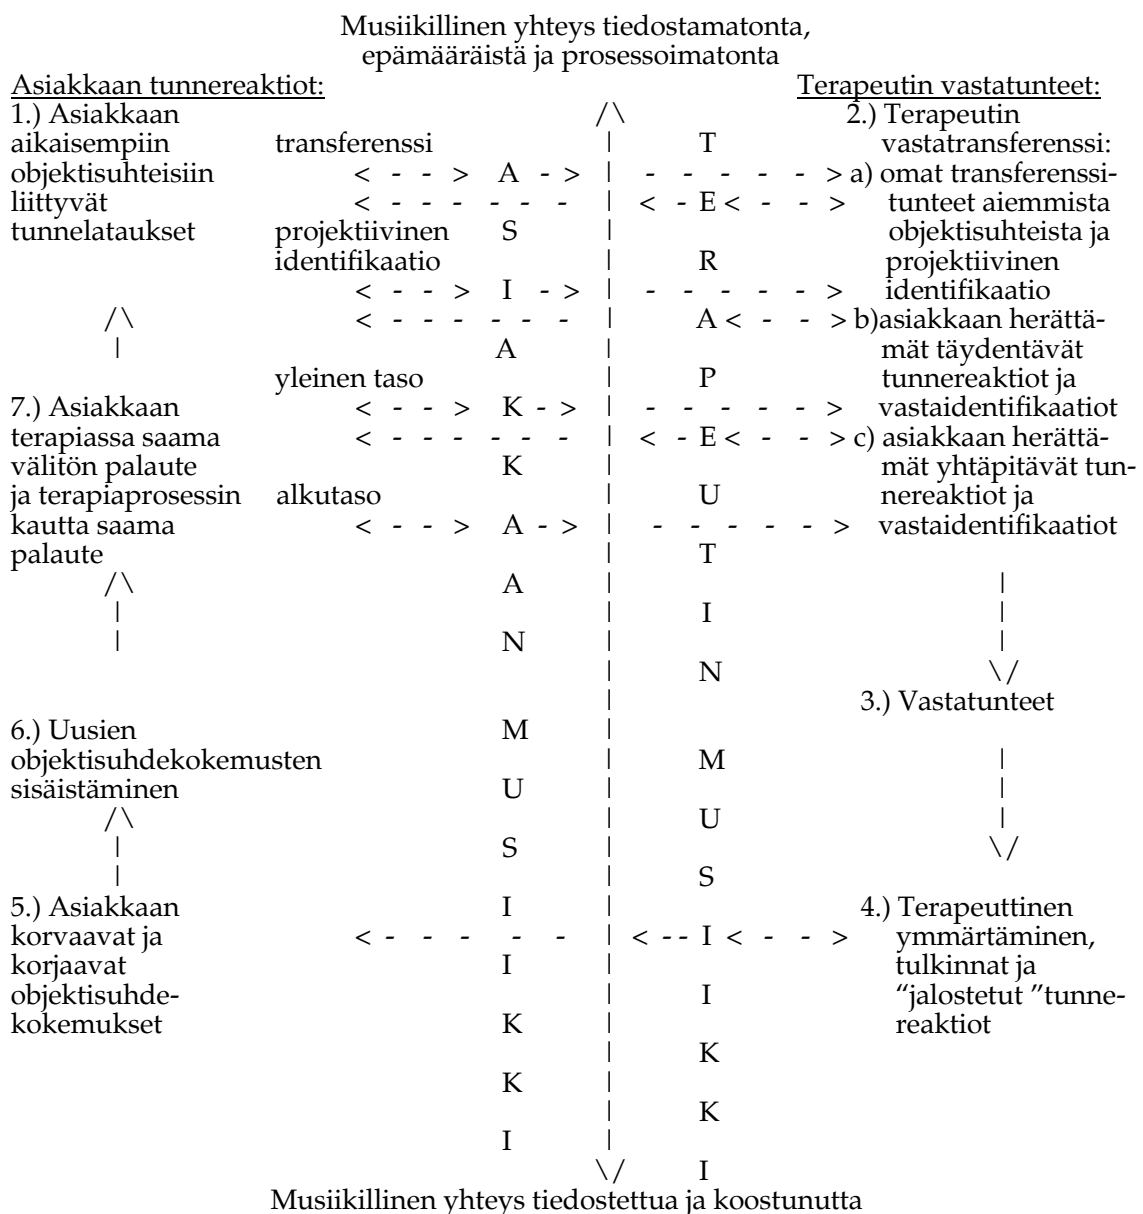 Musiikillinen yhteys tiedostamatonta,
epämääräistä ja prosessoimatonta
Asiakkaan tunnereaktiot:
1.) Asiakkaan
aikaisempiin
objektisuhteisiin
liittyvät
tunnelataukset
transferenssi
projektiivinen
identifikaatio
yleinen taso
alkutaso
7.) Asiakkaan
terapiassa saama
välitön palaute
ja terapiaprosessin
kautta saama
palaute
6.) Uusien
objektisuhdekokemusten
sisäistäminen
5.) Asiakkaan
korvaavat ja
korjaavat
objektisuhde-
kokemukset
A S I A K K A A N M U S I I K K I
T E R A P E U T I N M U S I I K K I
Terapeutin vastatunteet:
2.) Terapeutin
vastatransferenssi:
a) omat transferenssi-
tunteet aiemmista
objektisuhteista ja
projektiivinen
identifikaatio
b)asiakkaan herättä-
mät täydentävät
tunnereaktiot ja
vastaidentifikaatiot
c) asiakkaan herättä-
mät yhtäpitävät tun-
nereaktiot ja
vastaidentifikaatiot
3.) Vastatunteet
4.) Terapeuttinen
ymmärtäminen,
tulkinnat ja
“jalostetut ”tunne-
reaktiot
Musiikillinen yhteys tiedostettua ja koostunutta